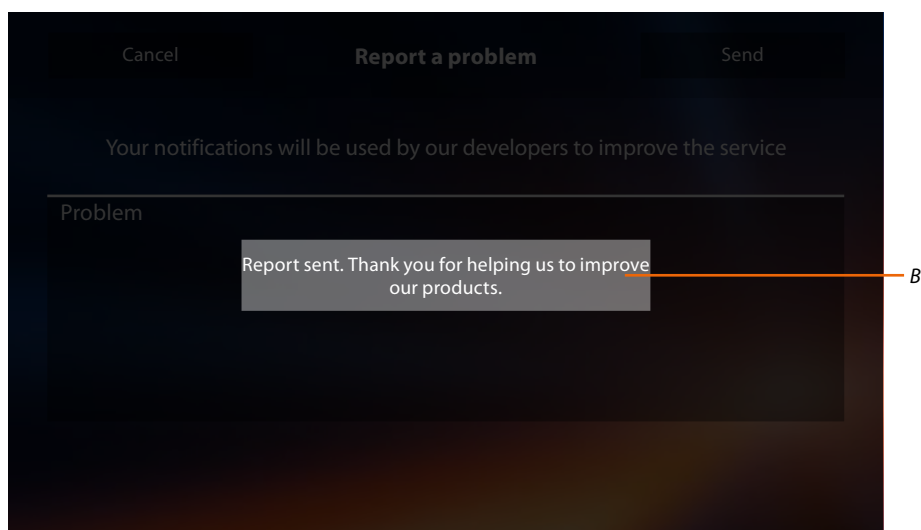 Cancel
Report a problem
Send
Your notifications will be used by our developers to improve the service
Problem
Report sent. Thank you for helping us to improve
our products.
B